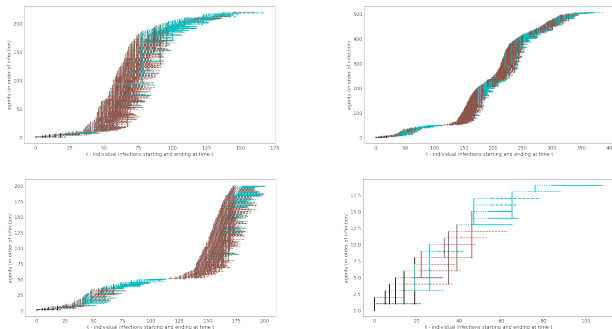 agents (in order of infection)
200
150
100
50
0
0 25 50 75 100 125 150 175
t - individual infections starting and ending at time t
agents (in order of infection)
500
400
300
200
100
0
0 50 100 150 200 250 300 350 400
t - individual infections starting and ending at time t
agents (in order of infection)
200
175
150
125
100
75
50
25
0
0 25 50 75 100 125 150 175 200
t - individual infections starting and ending at time t
agents (in order of infection)
17.5
15.0
12.5
10.0
7.5
5.0
2.5
0.0
0 20 40 60 80 100
t - individual infections starting and ending at time t